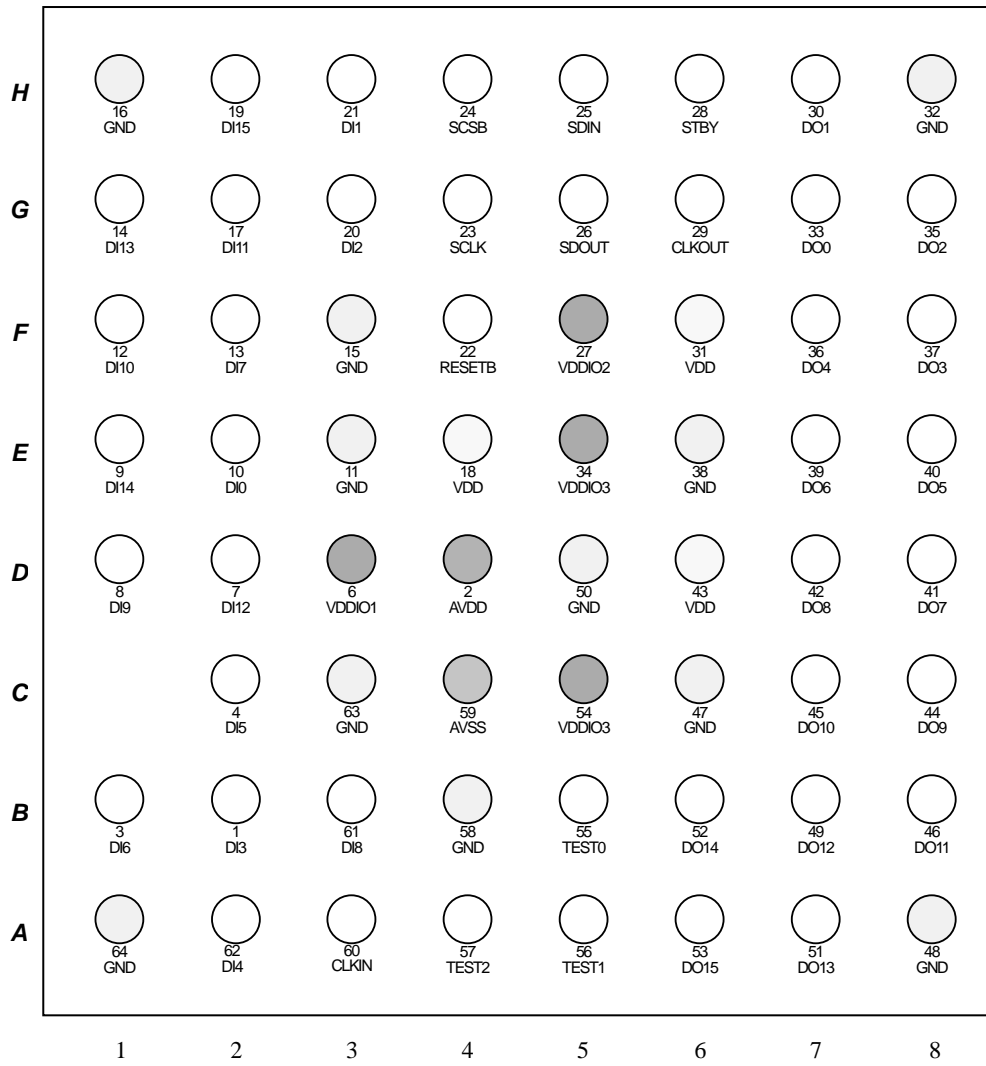 H
16 19 21 24 25 28 30 32
GND DI15 DI1 SCSB SDIN STBY DO1 GND
G
14 17 20 23 26 29 33 35
DI13 DI11 DI2 SCLK SDOUT CLKOUT DO0 DO2
F
12 13 15 22 27 31 36 37
DI10 DI7 GND RESETB VDDIO2 VDD DO4 DO3
E
9 10 11 18 34 38 39 40
DI14 DI0 GND VDD VDDIO3 GND DO6 DO5
D
8 7 6 2 50 43 42 41
DI9 DI12 VDDIO1 AVDD GND VDD DO8 DO7
C
4 63 59 54 47 45 44
DI5 GND AVSS VDDIO3 GND DO10 DO9
B
3 1 61 58 55 52 49 46
DI6 DI3 DI8 GND TEST0 DO14 DO12 DO11
A
64 62 60 57 56 53 51 48
GND DI4 CLKIN TEST2 TEST1 DO15 DO13 GND
1 2 3 4 5 6 7 8